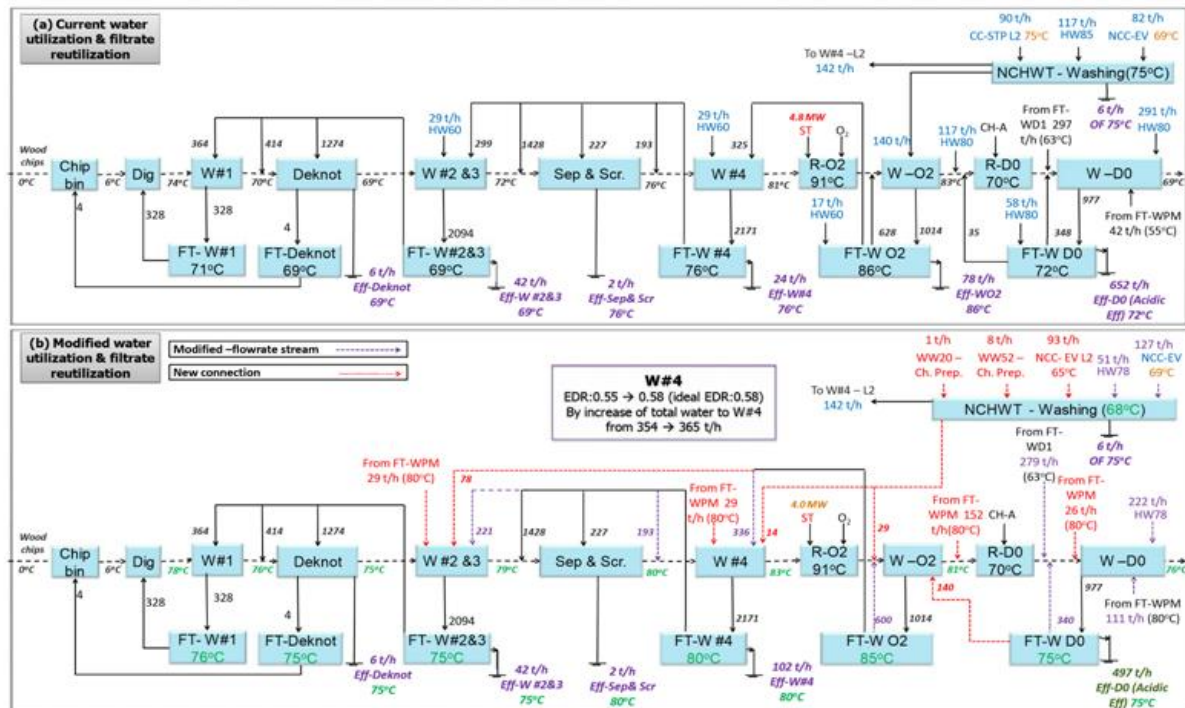 (a) Current water
utilization & filtrate
reutilization
90 t/h
CC-STP L2 75°C
117 t/h
HW85
82 t/h
NCC-EV 69°C
To W#4 –L2
142 t/h
NCHWT - Washing(75°C)
6 t/h
OF 75°C
291 t/h
HW80
29 t/h
HW60
29 t/h
HW60
4.8 MW
ST
O₂
140 t/h
117 t/h
HW80
CH-A
From FT-
WD1 297
t/h (63°C)
364
414
1274
299
1428
227
193
325
Wood
chips
0°C
Chip
bin
6°C
Dig
74°C
W#1
70°C
Deknot
69°C
W #2 &3
72°C
Sep & Scr.
76°C
W #4
81°C
R-O2
91°C
W –O2
83°C
R-D0
70°C
W –D0
69°C
4
328
328
4
2094
2171
17 t/h
HW60
628
1014
35
58 t/h
HW80
348
977
From FT-WPM
42 t/h (55°C)
FT- W#1
71°C
FT-Deknot
69°C
FT- W#2&3
69°C
FT-W #4
76°C
FT-W O2
86°C
FT-W D0
72°C
6 t/h
Eff-Deknot
69°C
42 t/h
Eff-W #2&3
69°C
2 t/h
Eff-Sep& Scr
76°C
24 t/h
Eff-W#4
76°C
78 t/h
Eff-WO2
86°C
652 t/h
Eff-D0 (Acidic
Eff) 72°C
(b) Modified water
utilization & filtrate
reutilization
Modified –flowrate stream
New connection
W#4
EDR:0.55 → 0.58 (ideal EDR:0.58)
By increase of total water to W#4
from 354 → 365 t/h
1 t/h
WW20 –
Ch. Prep.
8 t/h
WW52 –
Ch. Prep.
93 t/h
NCC- EV L2
65°C
51 t/h
HW78
127 t/h
NCC-EV
69°C
To W#4 – L2
142 t/h
NCHWT - Washing (68°C)
6 t/h
OF 75°C
From FT-
WD1
279 t/h
(63°C)
From FT-
WPM
26 t/h
(80°C)
222 t/h
HW78
From FT-WPM
29 t/h (80°C)
78
From FT-
WPM 29
t/h (80°C)
4.0 MW
ST
O₂
From FT-
WPM 152
t/h(80°C)
CH-A
364
414
1274
221
1428
227
193
336
14
29
Wood
chips
0°C
Chip
bin
6°C
Dig
78°C
W#1
76°C
Deknot
75°C
W #2 &3
79°C
Sep & Scr.
80°C
W #4
83°C
R-O2
91°C
W –O2
81°C
R-D0
70°C
W –D0
76°C
4
328
328
4
2094
2171
600
1014
140
340
977
From FT-WPM
111 t/h (80°C)
FT- W#1
76°C
FT-Deknot
75°C
FT- W#2&3
75°C
FT-W #4
80°C
FT-W O2
85°C
FT-W D0
75°C
6 t/h
Eff-Deknot
75°C
42 t/h
Eff-W #2&3
75°C
2 t/h
Eff-Sep& Scr
80°C
102 t/h
Eff-W#4
80°C
497 t/h
Eff-D0 (Acidic
Eff) 75°C